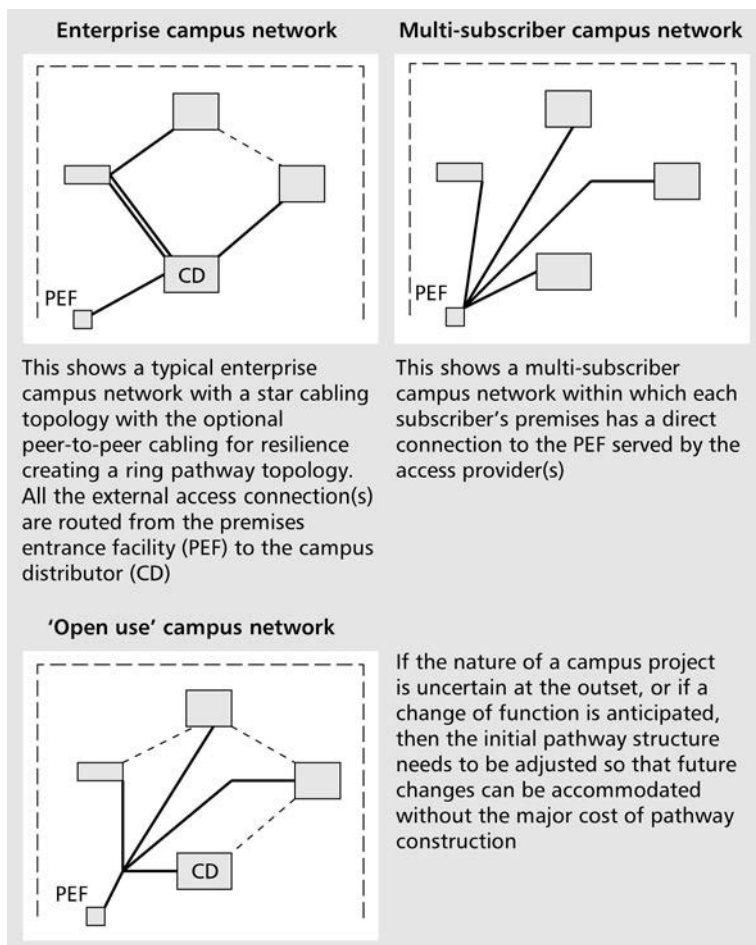 Enterprise campus network
CD
PEF
This shows a typical enterprise
campus network with a star cabling
topology with the optional
peer-to-peer cabling for resilience
creating a ring pathway topology.
All the external access connection(s)
are routed from the premises
entrance facility (PEF) to the campus
distributor (CD)
Multi-subscriber campus network
PEF
This shows a multi-subscriber
campus network within which each
subscriber’s premises has a direct
connection to the PEF served by the
access provider(s)
‘Open use’ campus network
CD
PEF
If the nature of a campus project
is uncertain at the outset, or if a
change of function is anticipated,
then the initial pathway structure
needs to be adjusted so that future
changes can be accommodated
without the major cost of pathway
construction